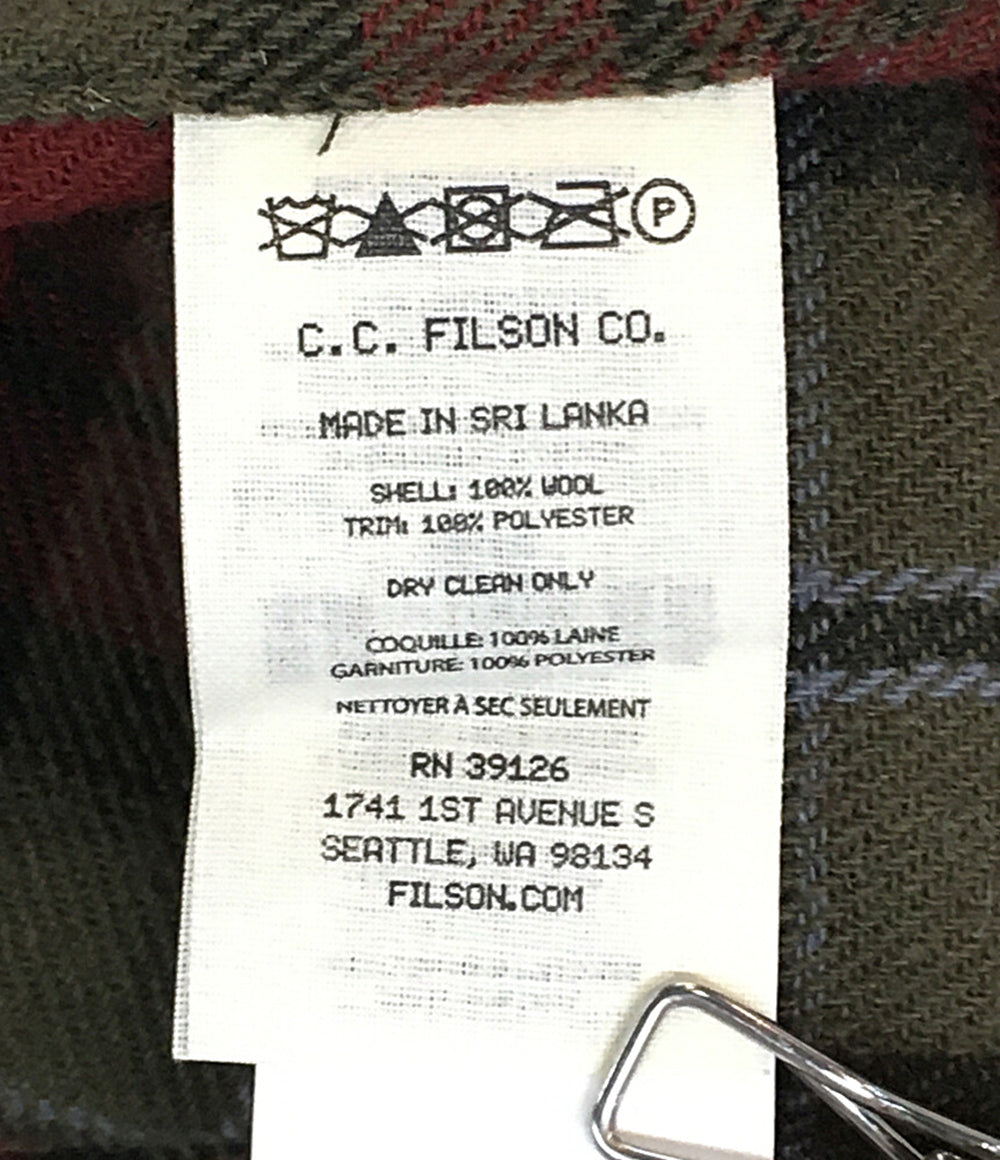 P
C.C. FILSON CO.
MADE IN SRI LANKA
SHELL: 100% WOOL
TRIM: 100% POLYESTER
DRY CLEAN ONLY
COQUILLE: 100% LAINE
GARNITURE: 100% POLYESTER
NETTOYER À SEC SEULEMENT
RN 39126
1741 1ST AVENUE S
SEATTLE, WA 98134
FILSON.COM